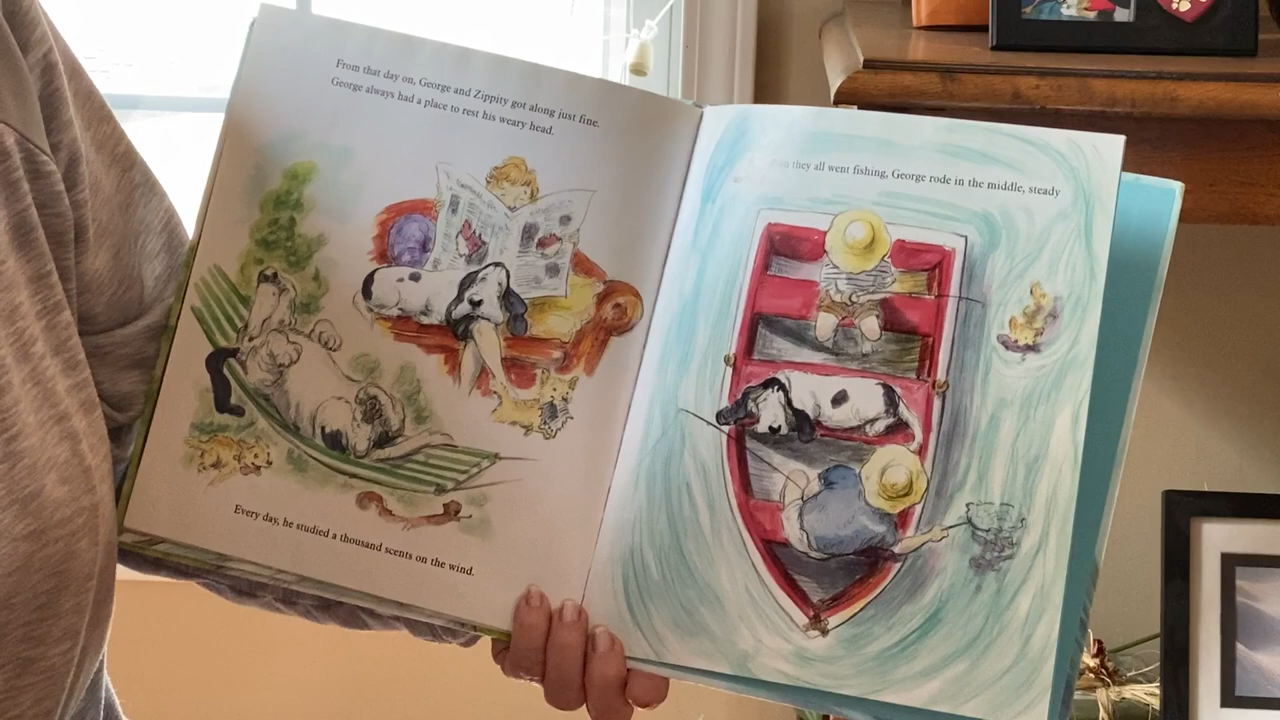 From that day on, George and Zippity got along just fine.
George always had a place to rest his weary head.
Every day, he studied a thousand scents on the wind.
they all went fishing, George rode in the middle, steady